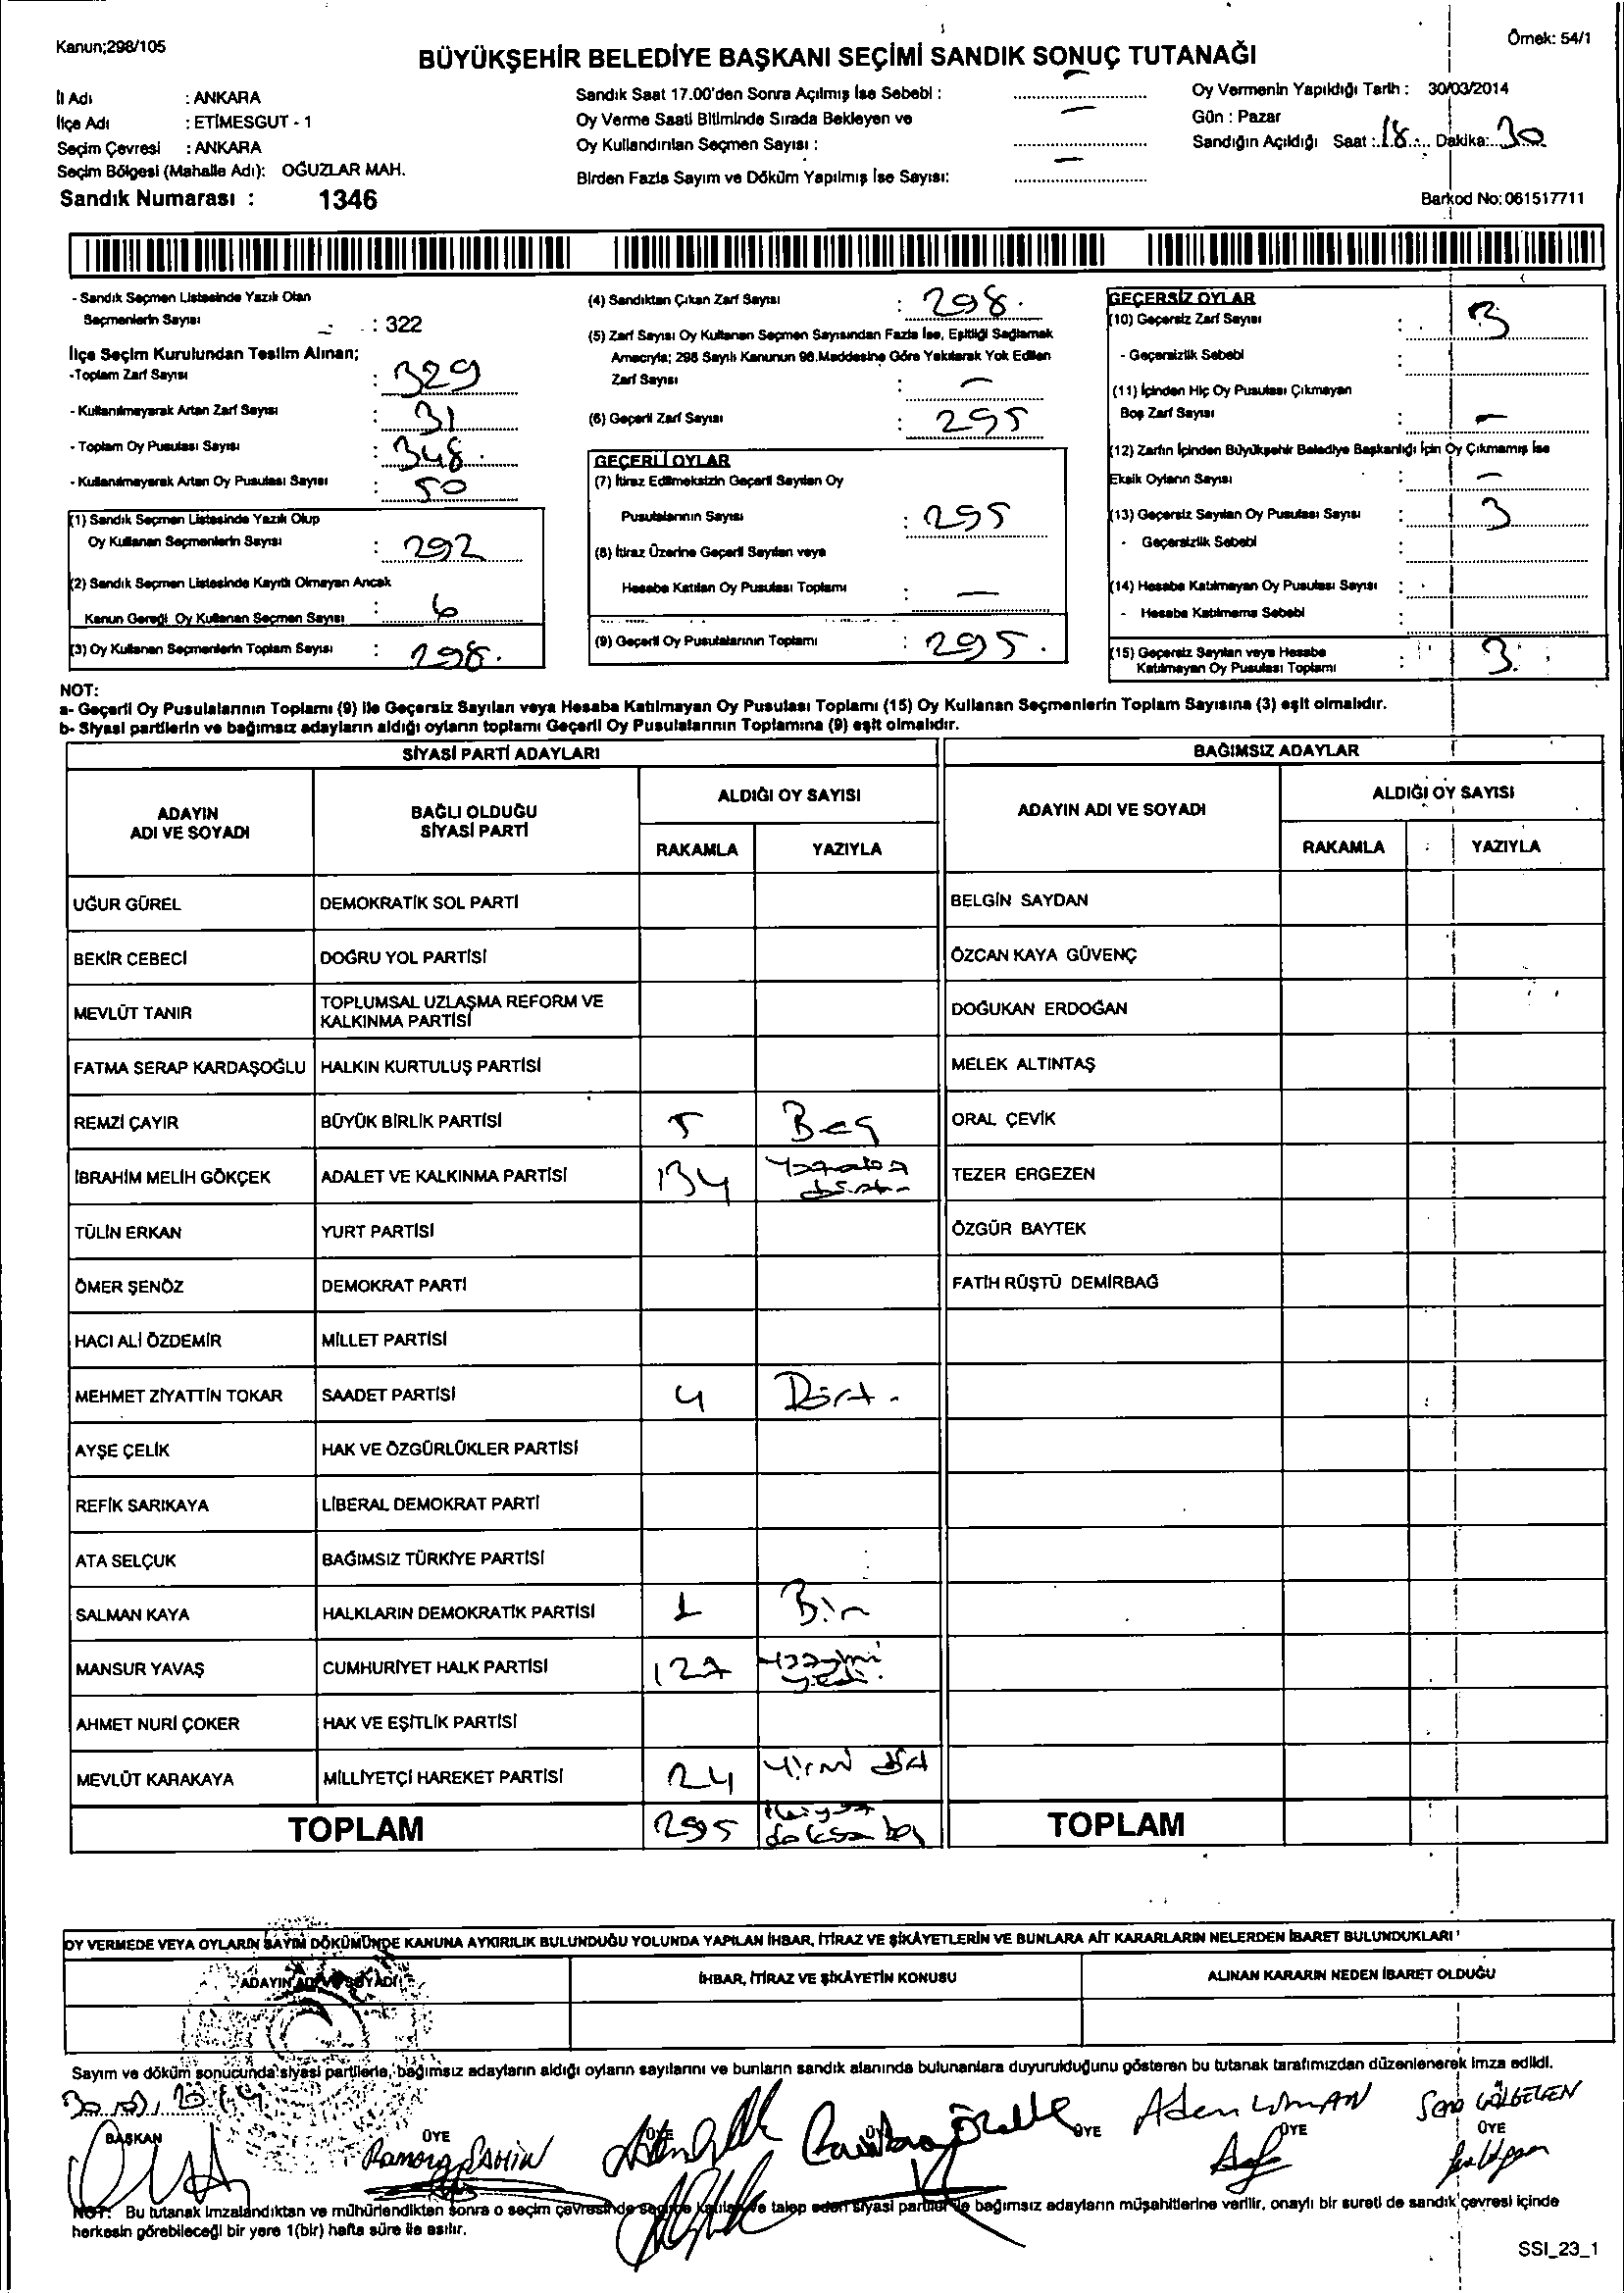 Kanun;298/105
Örnek: 54/1
BÜYÜKŞEHİR BELEDİYE BAŞKANI SEÇİMİ SANDIK SONUÇ TUTANAĞI
İl Adı : ANKARA
İlçe Adı : ETİMESGUT - 1
Seçim Çevresi : ANKARA
Seçim Bölgesi (Mahalle Adı): OĞUZLAR MAH.
Sandık Numarası : 1346
Sandık Saat 17.00'den Sonra Açılmış İse Sebebi : –
Oy Verme Saati Bitiminde Sırada Bekleyen ve
Oy Kullandırılan Seçmen Sayısı : –
Birden Fazla Sayım ve Döküm Yapılmış İse Sayısı: –
Oy Vermenin Yapıldığı Tarih : 30/03/2014
Gün : Pazar
Sandığın Açıldığı Saat : 18 Dakika: 30
Barkod No: 061517711
- Sandık Seçmen Listesinde Yazılı Olan
Seçmenlerin Sayısı : 322
İlçe Seçim Kurulundan Teslim Alınan;
-Toplam Zarf Sayısı : 329
- Kullanılmayarak Artan Zarf Sayısı : 31
- Toplam Oy Pusulası Sayısı : 348.
- Kullanılmayarak Artan Oy Pusulası Sayısı : 50
(1) Sandık Seçmen Listesinde Yazılı Olup
Oy Kullanan Seçmenlerin Sayısı : 292
(2) Sandık Seçmen Listesinde Kayıtlı Olmayan Ancak
Kanun Gereği Oy Kullanan Seçmen Sayısı : 6
(3) Oy Kullanan Seçmenlerin Toplam Sayısı : 298.
(4) Sandıktan Çıkan Zarf Sayısı : 298.
(5) Zarf Sayısı Oy Kullanan Seçmen Sayısından Fazla İse, Eşitliği Sağlamak
Amacıyla; 298 Sayılı Kanunun 98.Maddesine Göre Yakılarak Yok Edilen
Zarf Sayısı : –
(6) Geçerli Zarf Sayısı : 295
GEÇERLİ OYLAR
(7) İtiraz Edilmeksizin Geçerli Sayılan Oy
Pusulalarının Sayısı : 295
(8) İtiraz Üzerine Geçerli Sayılan veya
Hesaba Katılan Oy Pusulası Toplamı : –
(9) Geçerli Oy Pusulalarının Toplamı : 295.
GEÇERSİZ OYLAR
(10) Geçersiz Zarf Sayısı : 3
- Geçersizlik Sebebi :
(11) İçinden Hiç Oy Pusulası Çıkmayan
Boş Zarf Sayısı : –
(12) Zarfın İçinden Büyükşehir Belediye Başkanlığı İçin Oy Çıkmamış İse
Eksik Oyların Sayısı : –
(13) Geçersiz Sayılan Oy Pusulası Sayısı : 3
- Geçersizlik Sebebi :
(14) Hesaba Katılmayan Oy Pusulası Sayısı :
- Hesaba Katılmama Sebebi :
(15) Geçersiz Sayılan veya Hesaba
Katılmayan Oy Pusulası Toplamı : 3.
NOT:
a- Geçerli Oy Pusulalarının Toplamı (9) ile Geçersiz Sayılan veya Hesaba Katılmayan Oy Pusulası Toplamı (15) Oy Kullanan Seçmenlerin Toplam Sayısına (3) eşit olmalıdır.
b- Siyasi partilerin ve bağımsız adayların aldığı oyların toplamı Geçerli Oy Pusulalarının Toplamına (9) eşit olmalıdır.
SİYASİ PARTİ ADAYLARI
ADAYIN ADI VE SOYADI
BAĞLI OLDUĞU SİYASİ PARTİ
ALDIĞI OY SAYISI
RAKAMLA YAZIYLA
UĞUR GÜREL DEMOKRATİK SOL PARTİ
BEKİR CEBECİ DOĞRU YOL PARTİSİ
MEVLÜT TANIR TOPLUMSAL UZLAŞMA REFORM VE KALKINMA PARTİSİ
FATMA SERAP KARDAŞOĞLU HALKIN KURTULUŞ PARTİSİ
REMZİ ÇAYIR BÜYÜK BİRLİK PARTİSİ 5 Beş
İBRAHİM MELİH GÖKÇEK ADALET VE KALKINMA PARTİSİ 134
TÜLİN ERKAN YURT PARTİSİ
ÖMER ŞENÖZ DEMOKRAT PARTİ
HACI ALİ ÖZDEMİR MİLLET PARTİSİ
MEHMET ZİYATTİN TOKAR SAADET PARTİSİ 4 Dört.
AYŞE ÇELİK HAK VE ÖZGÜRLÜKLER PARTİSİ
REFİK SARIKAYA LİBERAL DEMOKRAT PARTİ
ATA SELÇUK BAĞIMSIZ TÜRKİYE PARTİSİ
SALMAN KAYA HALKLARIN DEMOKRATİK PARTİSİ 1 Bir
MANSUR YAVAŞ CUMHURİYET HALK PARTİSİ 127
AHMET NURİ ÇOKER HAK VE EŞİTLİK PARTİSİ
MEVLÜT KARAKAYA MİLLİYETÇİ HAREKET PARTİSİ 24 Yirmi dört
TOPLAM 295 ikiyüz doksan beş
BAĞIMSIZ ADAYLAR
ADAYIN ADI VE SOYADI
ALDIĞI OY SAYISI
RAKAMLA YAZIYLA
BELGİN SAYDAN
ÖZCAN KAYA GÜVENÇ
DOĞUKAN ERDOĞAN
MELEK ALTINTAŞ
ORAL ÇEVİK
TEZER ERGEZEN
ÖZGÜR BAYTEK
FATİH RÜŞTÜ DEMİRBAĞ
TOPLAM
OY VERMEDE VEYA OYLARIN SAYIM DÖKÜMÜNDE KANUNA AYKIRILIK BULUNDUĞU YOLUNDA YAPILAN İHBAR, İTİRAZ VE ŞİKÂYETLERİN VE BUNLARA AİT KARARLARIN NELERDEN İBARET BULUNDUKLARI
ADAYIN ADI VE SOYADI
İHBAR, İTİRAZ VE ŞİKÂYETİN KONUSU
ALINAN KARARIN NEDEN İBARET OLDUĞU
Sayım ve döküm sonucunda siyasi partilerle, bağımsız adayların aldığı oyların sayılarını ve bunların sandık alanında bulunanlara duyurulduğunu gösteren bu tutanak tarafımızdan düzenlenerek imza edildi.
BAŞKAN ÜYE ÜYE ÜYE ÜYE ÜYE ÜYE
Ramazan ŞAHİN
NOT: Bu tutanak imzalandıktan ve mühürlendikten sonra o seçim çevresinde seçime katılan ve talep eden siyasi partiler ile bağımsız adayların müşahitlerine verilir, onaylı bir sureti de sandık çevresi içinde
herkesin görebileceği bir yere 1(bir) hafta süre ile asılır.
SSI_23_1